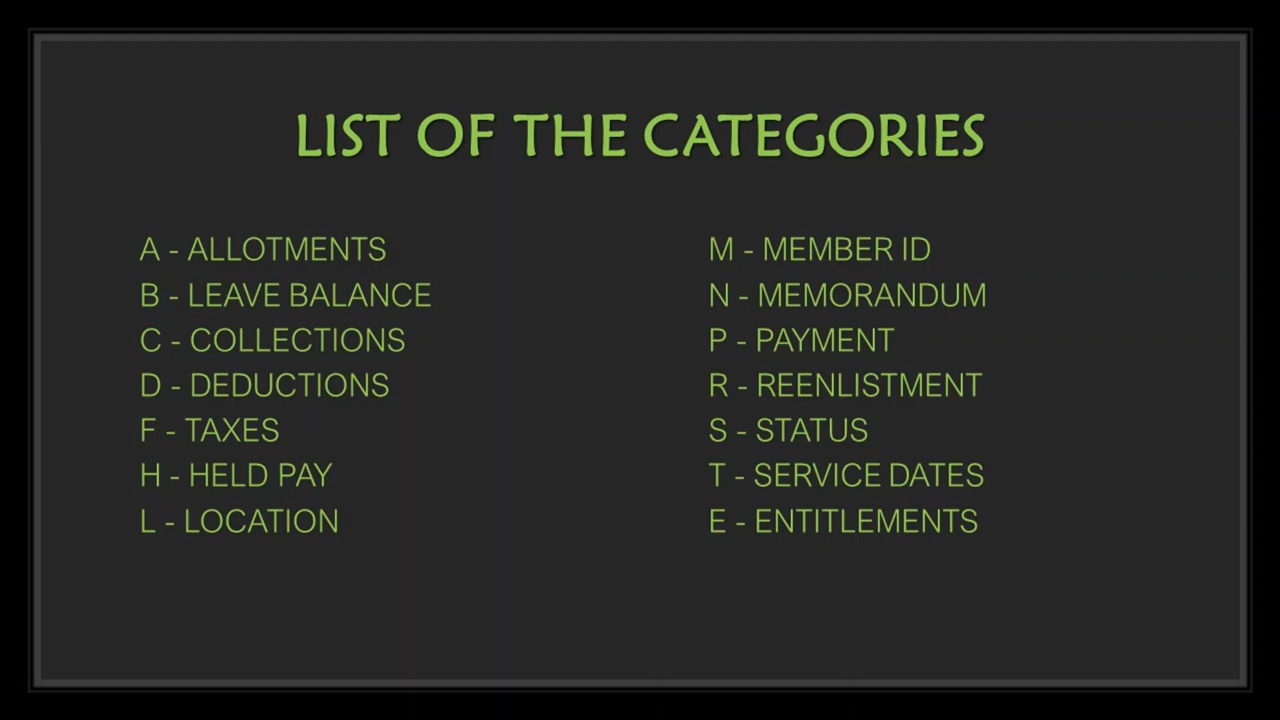 LIST OF THE CATEGORIES
A - ALLOTMENTS
B - LEAVE BALANCE
C - COLLECTIONS
D - DEDUCTIONS
F - TAXES
H - HELD PAY
L - LOCATION
M - MEMBER ID
N - MEMORANDUM
P - PAYMENT
R - REENLISTMENT
S - STATUS
T - SERVICE DATES
E - ENTITLEMENTS